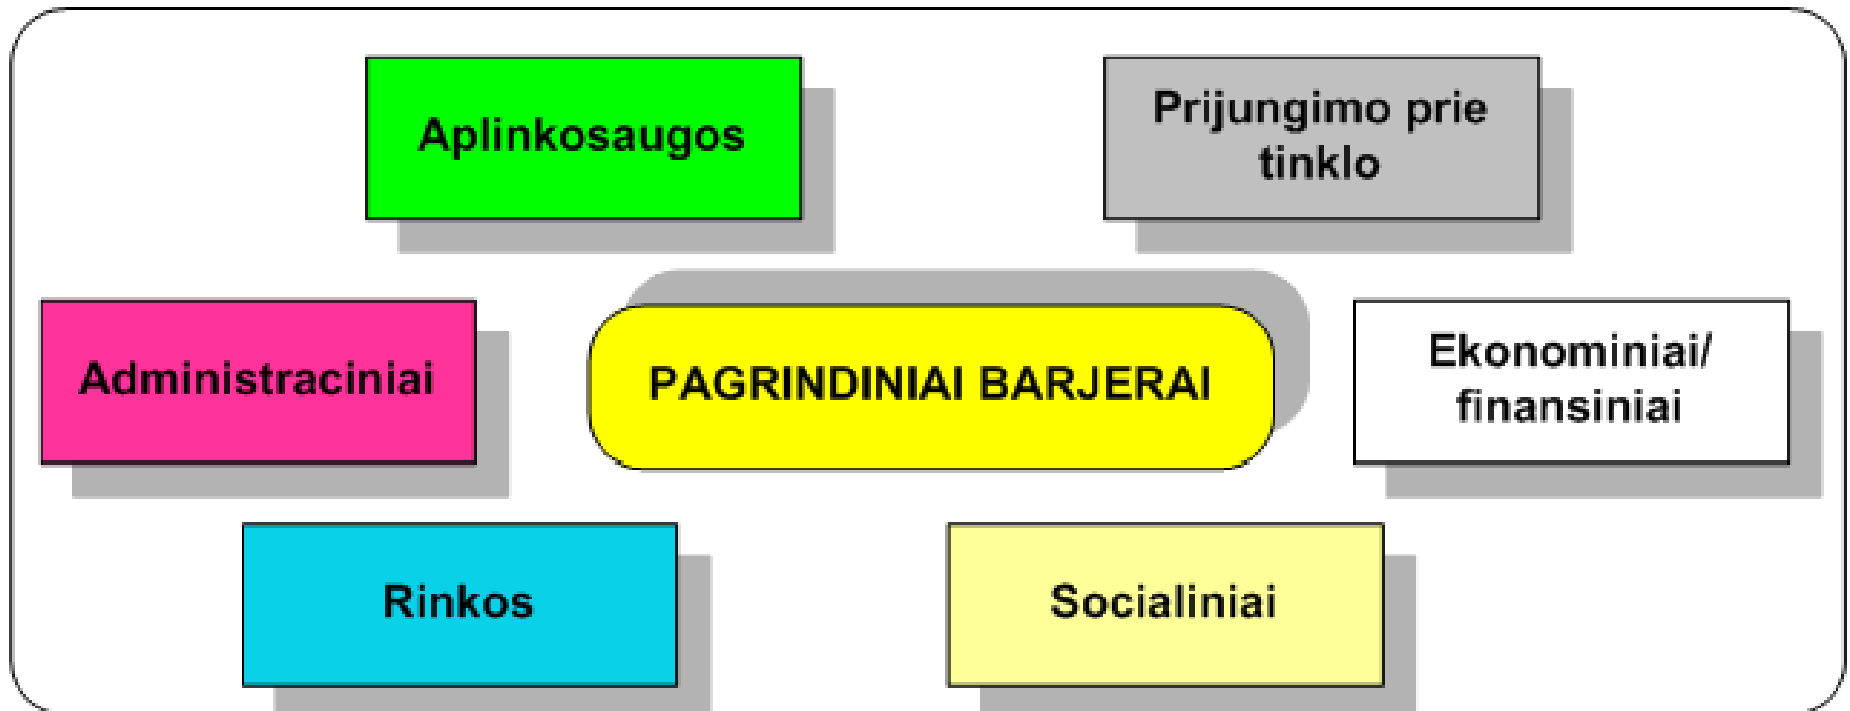 Aplinkosaugos
Prijungimo prie
tinklo
Administraciniai
PAGRINDINIAI BARJERAI
Ekonominiai/
finansiniai
Rinkos
Socialiniai